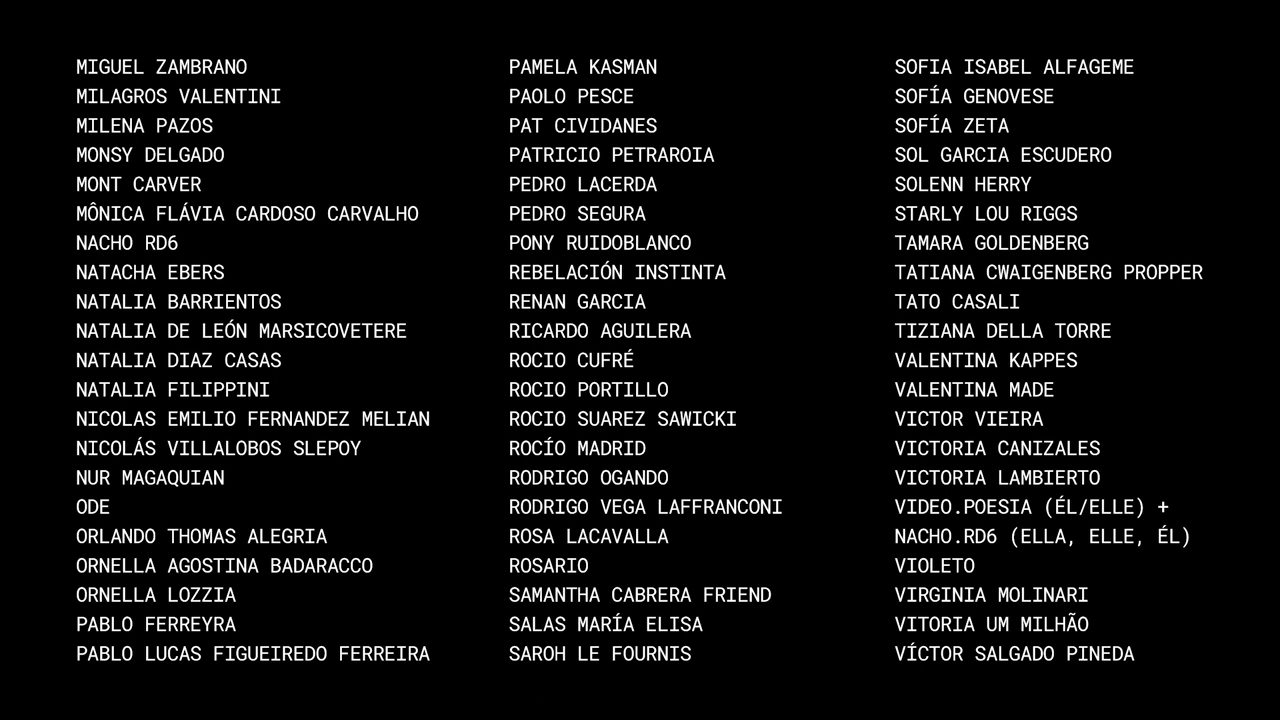 MIGUEL ZAMBRANO
MILAGROS VALENTINI
MILENA PAZOS
MONSY DELGADO
MONT CARVER
MÔNICA FLÁVIA CARDOSO CARVALHO
NACHO RD6
NATACHA EBERS
NATALIA BARRIENTOS
NATALIA DE LEÓN MARSICOVETERE
NATALIA DIAZ CASAS
NATALIA FILIPPINI
NICOLAS EMILIO FERNANDEZ MELIAN
NICOLÁS VILLALOBOS SLEPOY
NUR MAGAQUIAN
ODE
ORLANDO THOMAS ALEGRIA
ORNELLA AGOSTINA BADARACCO
ORNELLA LOZZIA
PABLO FERREYRA
PABLO LUCAS FIGUEIREDO FERREIRA
PAMELA KASMAN
PAOLO PESCE
PAT CIVIDANES
PATRICIO PETRAROIA
PEDRO LACERDA
PEDRO SEGURA
PONY RUIDOBLANCO
REBELACIÓN INSTINTA
RENAN GARCIA
RICARDO AGUILERA
ROCIO CUFRÉ
ROCIO PORTILLO
ROCIO SUAREZ SAWICKI
ROCÍO MADRID
RODRIGO OGANDO
RODRIGO VEGA LAFFRANCONI
ROSA LACAVALLA
ROSARIO
SAMANTHA CABRERA FRIEND
SALAS MARÍA ELISA
SAROH LE FOURNIS
SOFIA ISABEL ALFAGEME
SOFÍA GENOVESE
SOFÍA ZETA
SOL GARCIA ESCUDERO
SOLENN HERRY
STARLY LOU RIGGS
TAMARA GOLDENBERG
TATIANA CWAIGENBERG PROPPER
TATO CASALI
TIZIANA DELLA TORRE
VALENTINA KAPPES
VALENTINA MADE
VICTOR VIEIRA
VICTORIA CANIZALES
VICTORIA LAMBIERTO
VIDEO.POESIA (ÉL/ELLE) +
NACHO.RD6 (ELLA, ELLE, ÉL)
VIOLETO
VIRGINIA MOLINARI
VITORIA UM MILHÃO
VÍCTOR SALGADO PINEDA